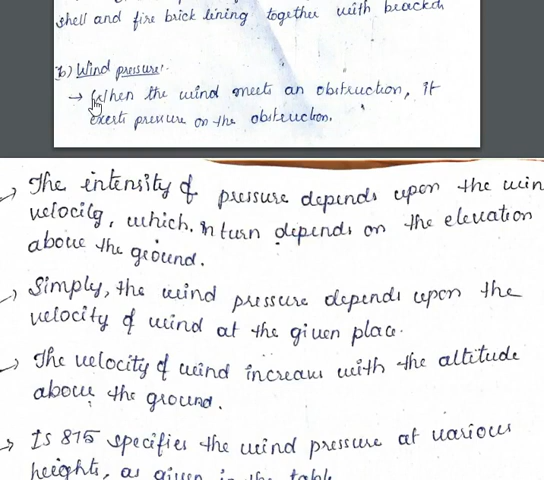 shell and fire brick lining together with bracket
b) Wind pressure:
→ When the wind meets an obstruction, it
exerts pressure on the obstruction.
→ The intensity of pressure depends upon the win
velocity, which, in turn depends on the elevation
above the ground.
→ Simply, the wind pressure depends upon the
velocity of wind at the given place.
→ The velocity of wind increases with the altitude
above the ground.
→ Is 875 specifies the wind pressure at various
heights, as given in the table